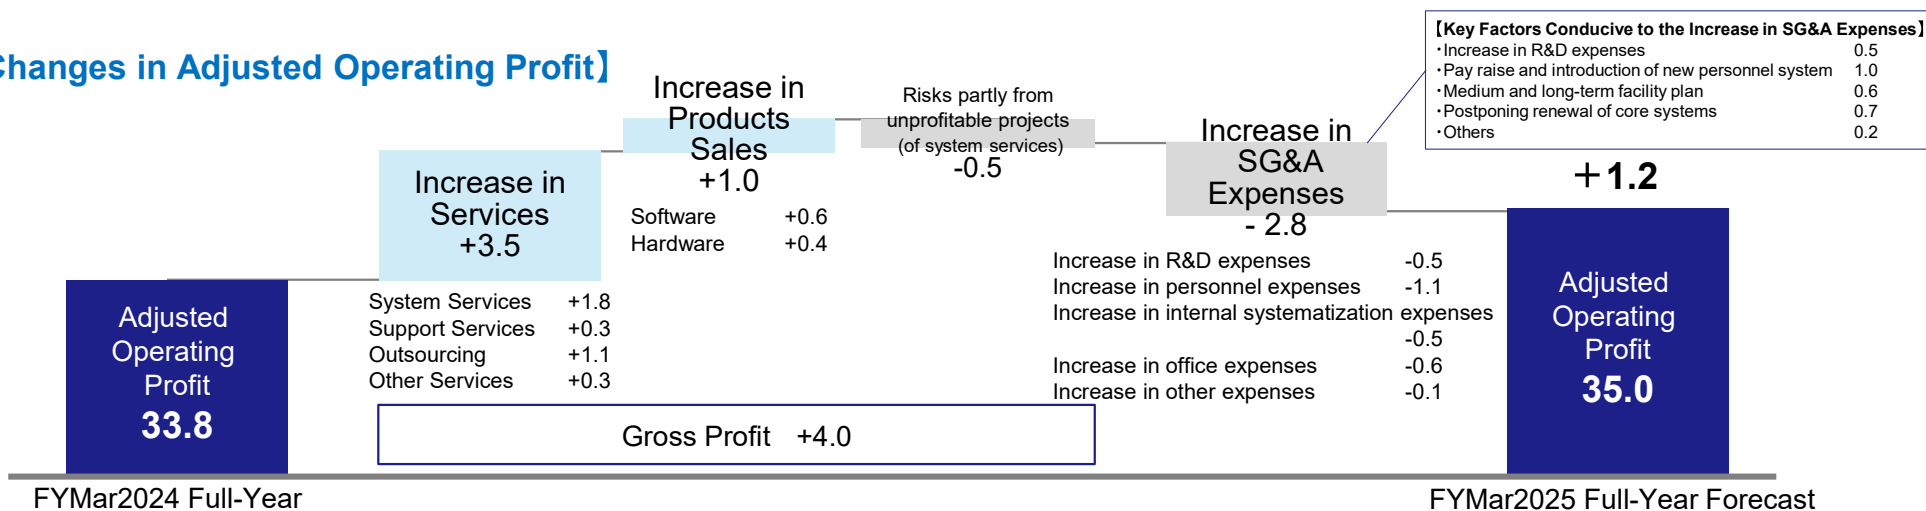 Changes in Adjusted Operating Profit】
【Key Factors Conducive to the Increase in SG&A Expenses】
・Increase in R&D expenses 0.5
・Pay raise and introduction of new personnel system 1.0
・Medium and long-term facility plan 0.6
・Postponing renewal of core systems 0.7
・Others 0.2
Adjusted
Operating
Profit
33.8
Increase in
Services
+3.5
System Services +1.8
Support Services +0.3
Outsourcing +1.1
Other Services +0.3
Increase in
Products
Sales
+1.0
Software +0.6
Hardware +0.4
Risks partly from
unprofitable projects
(of system services)
-0.5
Gross Profit +4.0
Increase in
SG&A
Expenses
- 2.8
Increase in R&D expenses -0.5
Increase in personnel expenses -1.1
Increase in internal systematization expenses
-0.5
Increase in office expenses -0.6
Increase in other expenses -0.1
＋1.2
Adjusted
Operating
Profit
35.0
FYMar2024 Full-Year
FYMar2025 Full-Year Forecast